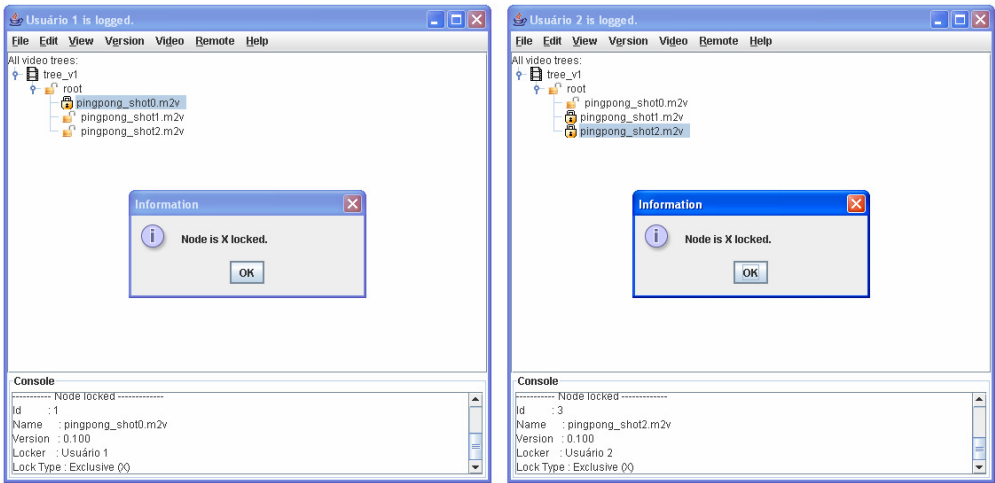 Usuário 1 is logged.
File Edit View Version Video Remote Help
All video trees:
tree_v1
root
pingpong_shot0.m2v
pingpong_shot1.m2v
pingpong_shot2.m2v
Information
Node is X locked.
OK
Console
----------- Node locked -------------
Id : 1
Name : pingpong_shot0.m2v
Version : 0.100
Locker : Usuário 1
Lock Type : Exclusive (X)
Usuário 2 is logged.
File Edit View Version Video Remote Help
All video trees:
tree_v1
root
pingpong_shot0.m2v
pingpong_shot1.m2v
pingpong_shot2.m2v
Information
Node is X locked.
OK
Console
----------- Node locked -------------
Id : 3
Name : pingpong_shot2.m2v
Version : 0.100
Locker : Usuário 2
Lock Type : Exclusive (X)